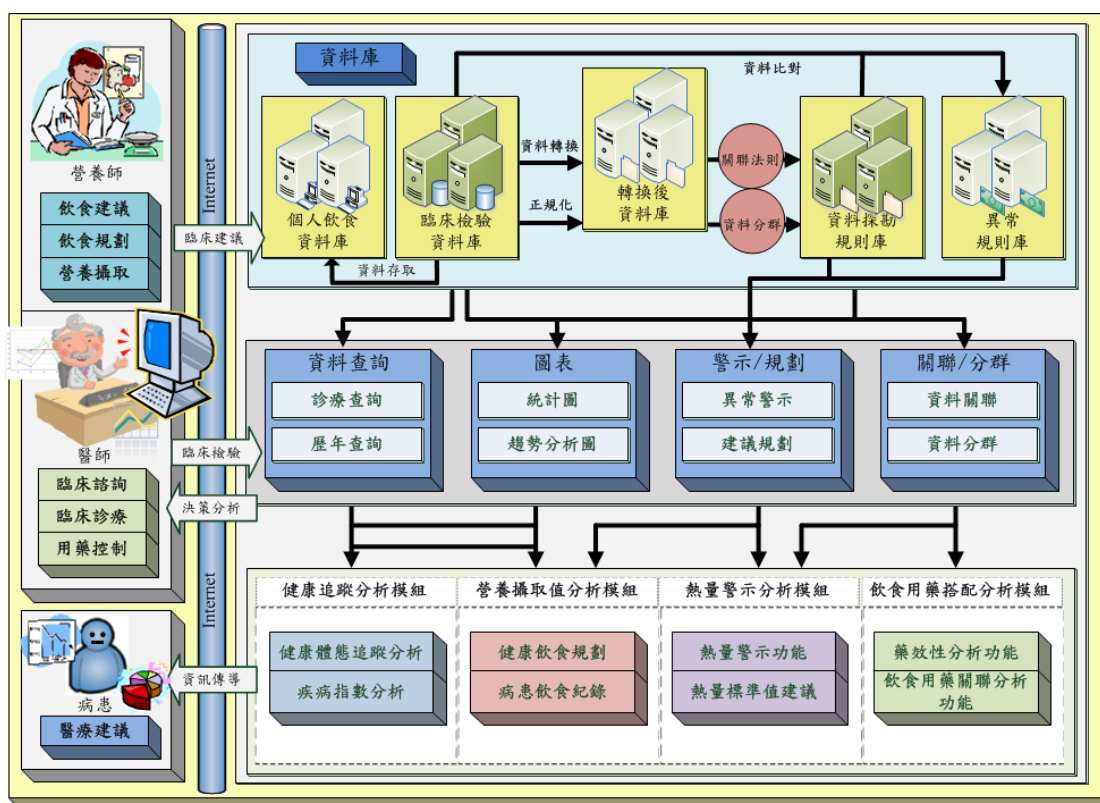 營養師
飲食建議
飲食規劃
營養攝取
醫師
臨床諮詢
臨床診療
用藥控制
病患
醫療建議
Internet
Internet
臨床建議
臨床檢驗
決策分析
資訊傳導
資料庫
資料比對
個人飲食
資料庫
臨床檢驗
資料庫
資料存取
資料轉換
正規化
轉換後
資料庫
關聯法則
資料分群
資料採勘
規則庫
異常
規則庫
資料查詢
診療查詢
歷年查詢
圖表
統計圖
趨勢分析圖
警示/規劃
異常警示
建議規劃
關聯/分群
資料關聯
資料分群
健康追蹤分析模組
健康體態追蹤分析
疾病指數分析
營養攝取值分析模組
健康飲食規劃
病患飲食紀錄
熱量警示分析模組
熱量警示功能
熱量標準值建議
飲食用藥搭配分析模組
藥效性分析功能
飲食用藥關聯分析
功能